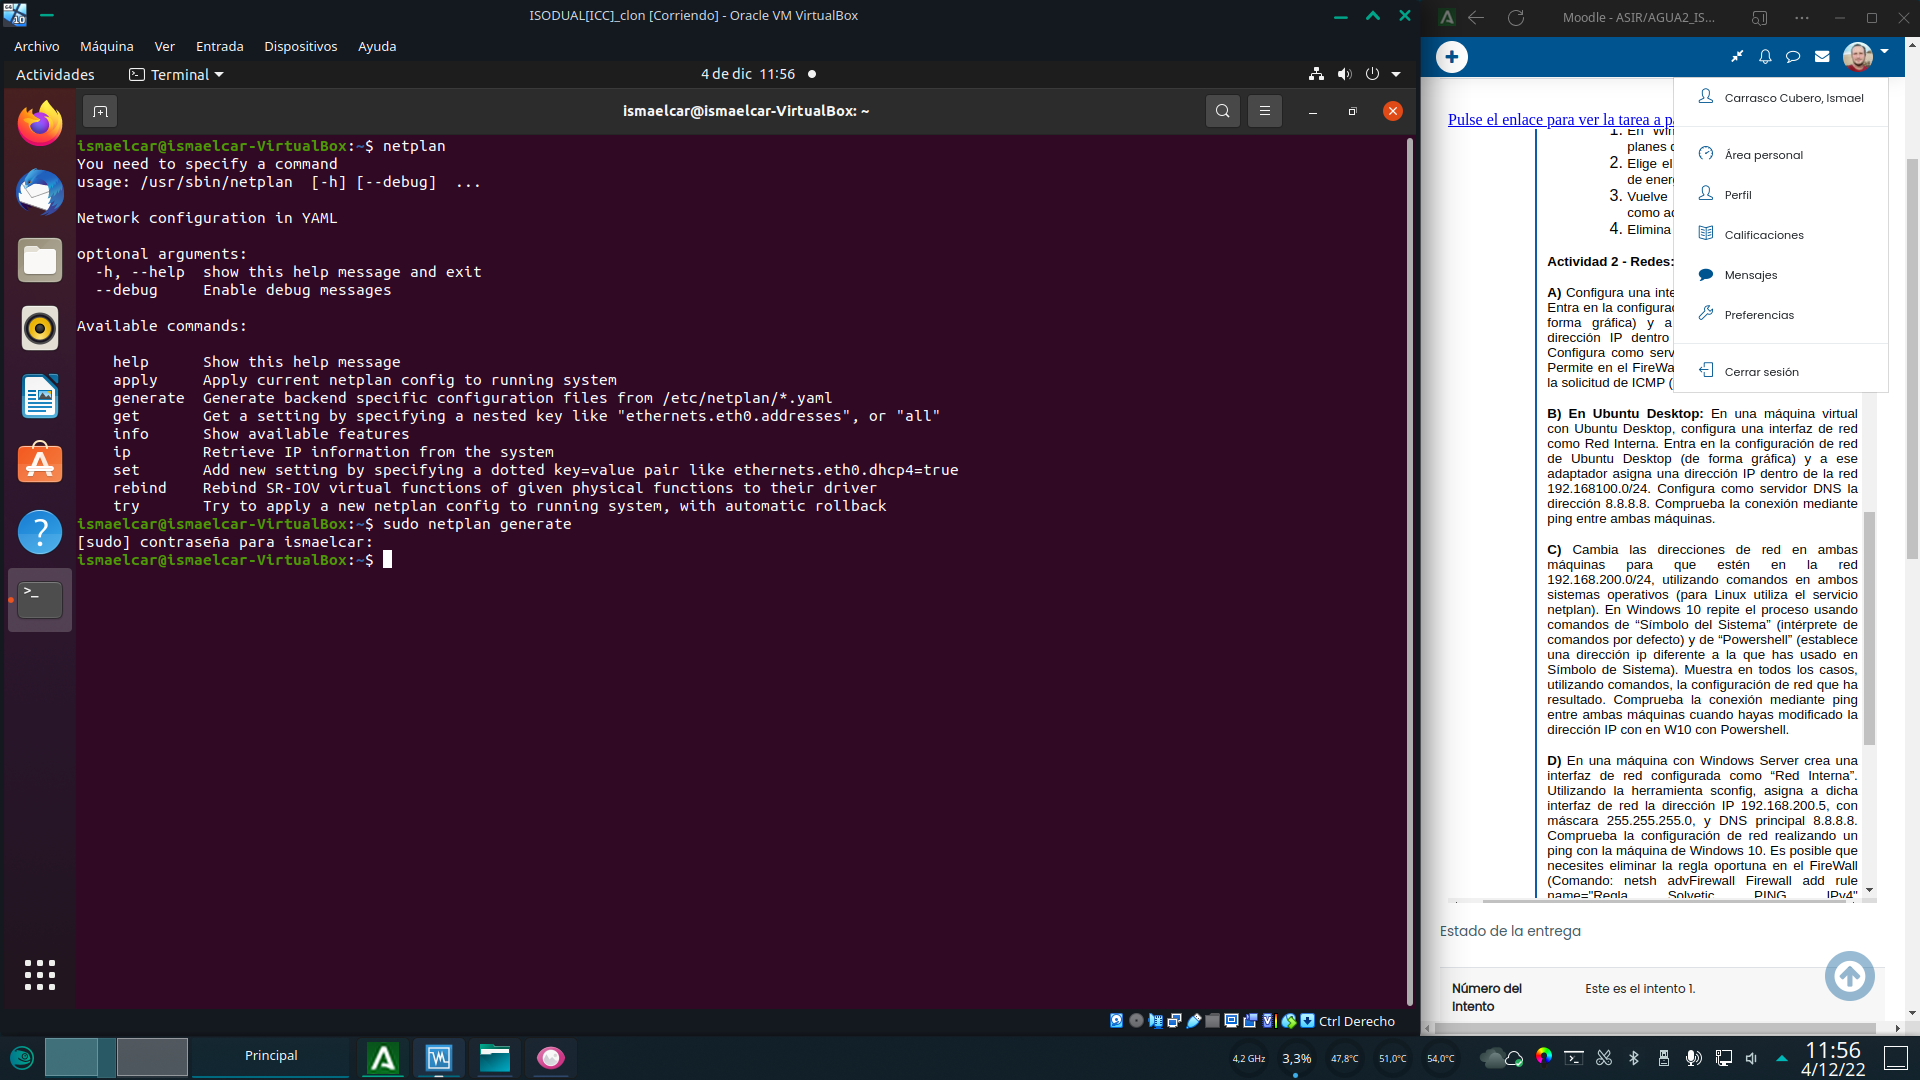 ISODUAL[ICC]_clon [Corriendo] - Oracle VM VirtualBox
Archivo Máquina Ver Entrada Dispositivos Ayuda
Actividades Terminal 4 de dic 11:56
ismaelcar@ismaelcar-VirtualBox: ~
ismaelcar@ismaelcar-VirtualBox:~$ netplan
You need to specify a command
usage: /usr/sbin/netplan  [-h] [--debug]  ...
Network configuration in YAML
optional arguments:
  -h, --help  show this help message and exit
  --debug     Enable debug messages
Available commands:
    help      Show this help message
    apply     Apply current netplan config to running system
    generate  Generate backend specific configuration files from /etc/netplan/*.yaml
    get       Get a setting by specifying a nested key like "ethernets.eth0.addresses", or "all"
    info      Show available features
    ip        Retrieve IP information from the system
    set       Add new setting by specifying a dotted key=value pair like ethernets.eth0.dhcp4=true
    rebind    Rebind SR-IOV virtual functions of given physical functions to their driver
    try       Try to apply a new netplan config to running system, with automatic rollback
ismaelcar@ismaelcar-VirtualBox:~$ sudo netplan generate
[sudo] contraseña para ismaelcar:
ismaelcar@ismaelcar-VirtualBox:~$
Ctrl Derecho
Moodle - ASIR/AGUA2_IS...
Carrasco Cubero, Ismael
Área personal
Perfil
Calificaciones
Mensajes
Preferencias
Cerrar sesión
Pulse el enlace para ver la tarea a
1. En
planes
2. Elige el
de
3. Vuelve
como
4. Elimina
Actividad 2 - Redes:
A) Configura una
Entra en la
forma gráfica) y a
dirección IP dentro
Configura como
Permite en el
la solicitud de ICMP
B) En Ubuntu Desktop: En una máquina virtual
con Ubuntu Desktop, configura una interfaz de red
como Red Interna. Entra en la configuración de red
de Ubuntu Desktop (de forma gráfica) y a ese
adaptador asigna una dirección IP dentro de la red
192.168100.0/24. Configura como servidor DNS la
dirección 8.8.8.8. Comprueba la conexión mediante
ping entre ambas máquinas.
C) Cambia las direcciones de red en ambas
máquinas para que estén en la red
192.168.200.0/24, utilizando comandos en ambos
sistemas operativos (para Linux utiliza el servicio
netplan). En Windows 10 repite el proceso usando
comandos de “Símbolo del Sistema” (intérprete de
comandos por defecto) y de “Powershell” (establece
una dirección ip diferente a la que has usado en
Símbolo de Sistema). Muestra en todos los casos,
utilizando comandos, la configuración de red que ha
resultado. Comprueba la conexión mediante ping
entre ambas máquinas cuando hayas modificado la
dirección IP con en W10 con Powershell.
D) En una máquina con Windows Server crea una
interfaz de red configurada como “Red Interna”.
Utilizando la herramienta sconfig, asigna a dicha
interfaz de red la dirección IP 192.168.200.5, con
máscara 255.255.255.0, y DNS principal 8.8.8.8.
Comprueba la configuración de red realizando un
ping con la máquina de Windows 10. Es posible que
necesites eliminar la regla oportuna en el FireWall
(Comando: netsh advFirewall Firewall add rule
name="Regla Solvetic PING IPv4"
Estado de la entrega
Número del
intento
Este es el intento 1.
Principal
4,2 GHz 3,3% 47,8°C 51,0°C 54,0°C
11:56
4/12/22